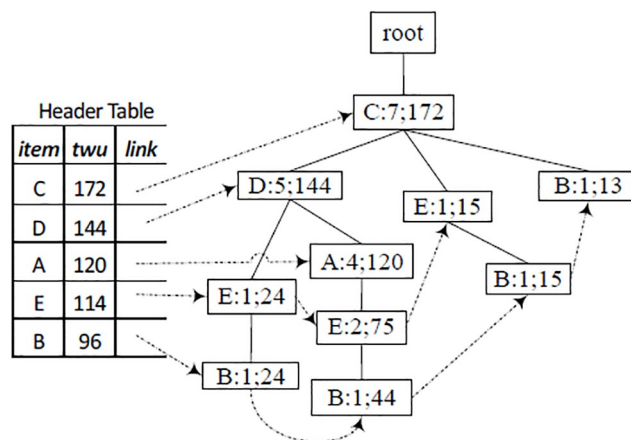 root
C:7;172
Header Table
item twu link
C 172
D 144
A 120
E 114
B 96
D:5;144
E:1;15
B:1;13
A:4;120
B:1;15
E:1;24
E:2;75
B:1;24
B:1;44